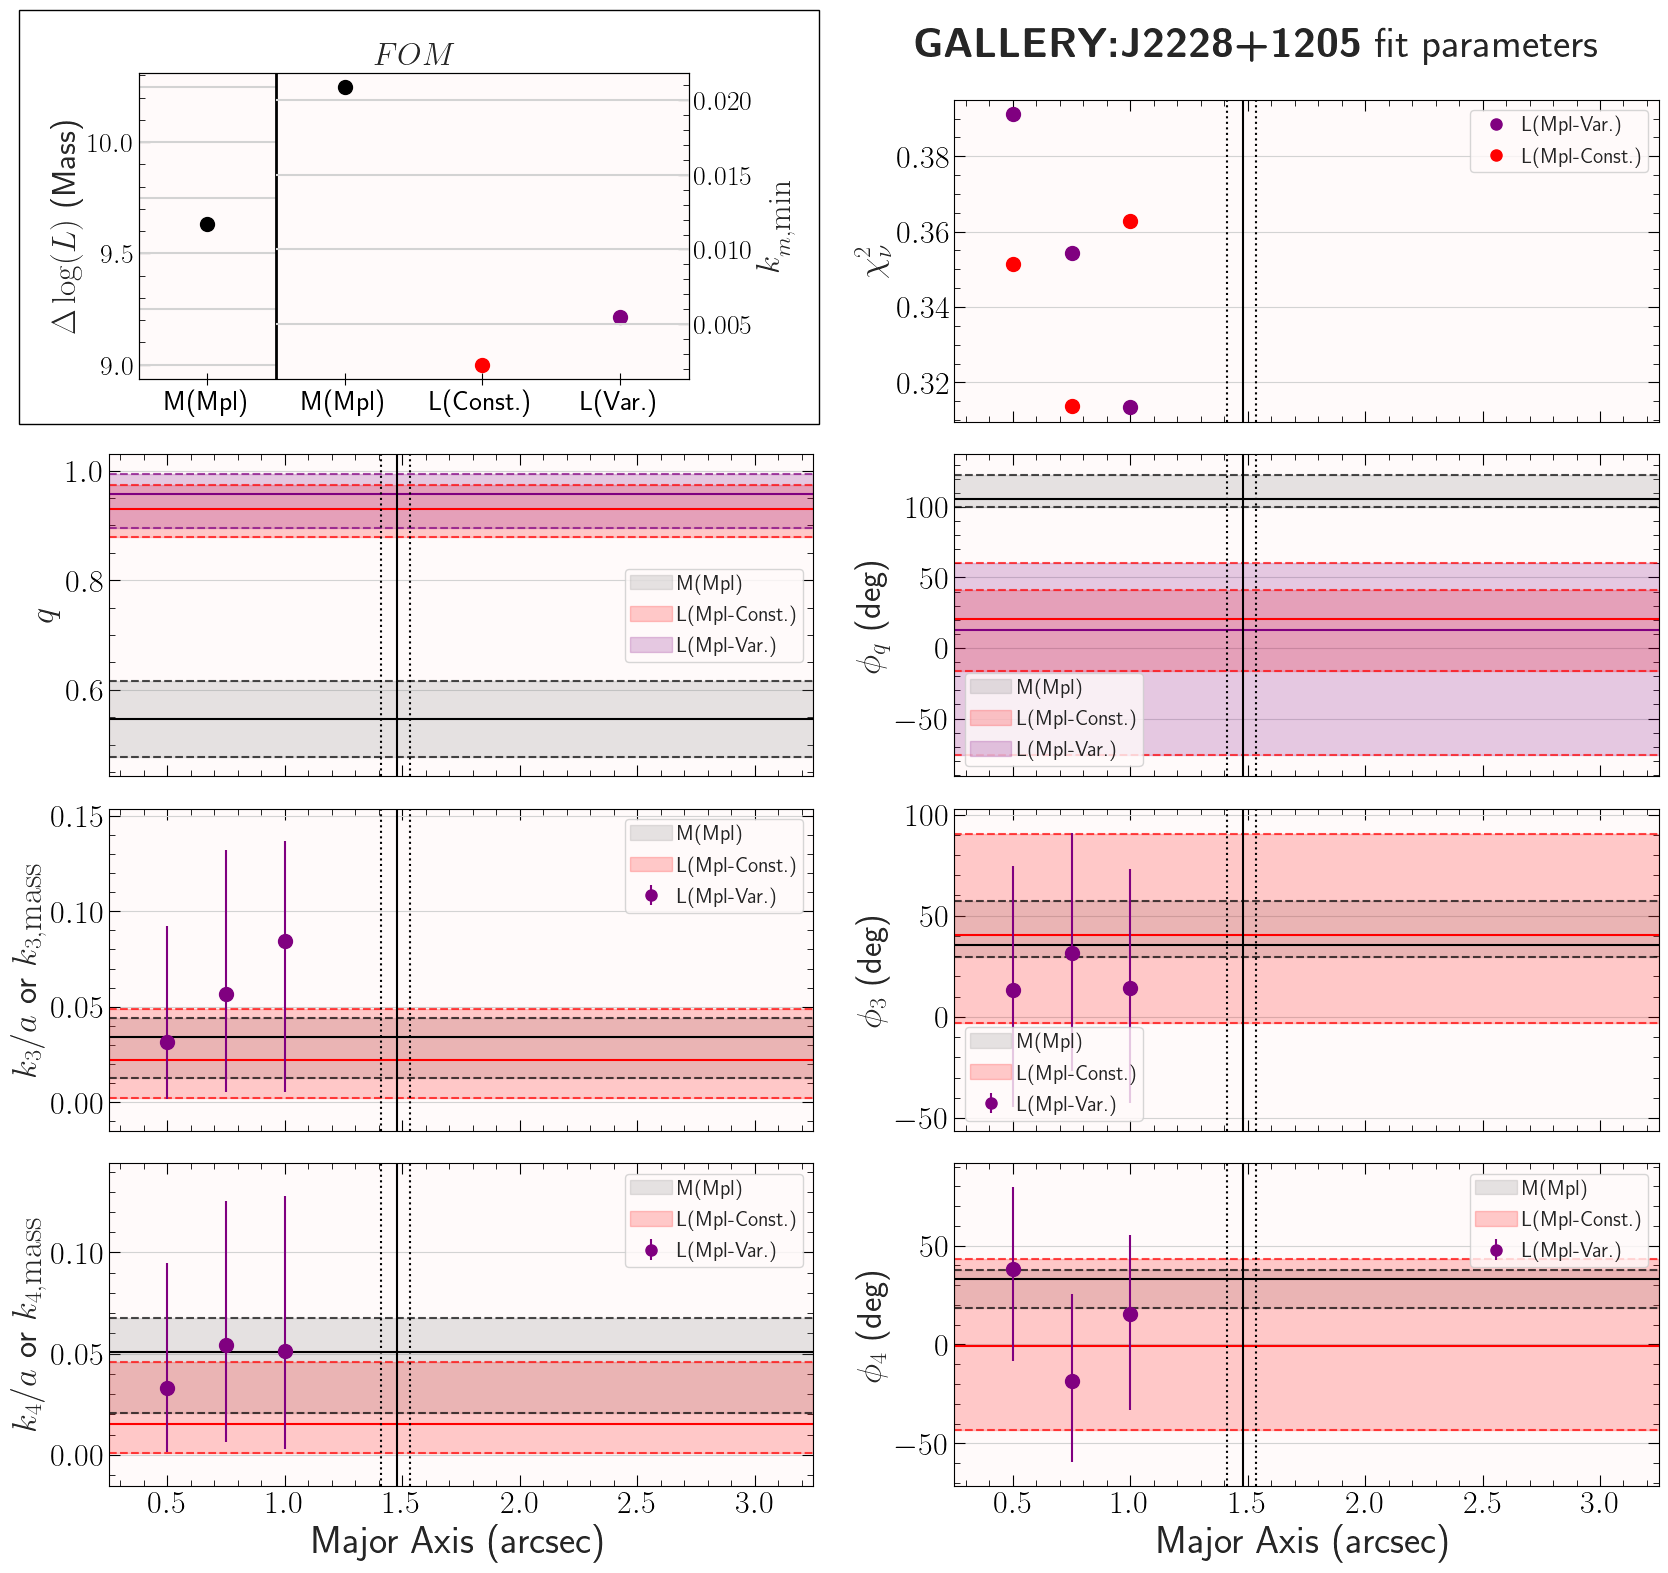 GALLERY:J2228+1205 fit parameters
FOM
Δ log(L) (Mass)
10.0
9.5
9.0
0.020
0.015
0.010
0.005
k_{m,min}
M(Mpl) M(Mpl) L(Const.) L(Var.)
χ²_ν
0.38
0.36
0.34
0.32
L(Mpl-Var.)
L(Mpl-Const.)
q
1.0
0.8
0.6
M(Mpl)
L(Mpl-Const.)
L(Mpl-Var.)
ϕ_q (deg)
100
50
0
−50
M(Mpl)
L(Mpl-Const.)
L(Mpl-Var.)
k_3/a or k_{3,mass}
0.15
0.10
0.05
0.00
M(Mpl)
L(Mpl-Const.)
L(Mpl-Var.)
ϕ_3 (deg)
100
50
0
−50
M(Mpl)
L(Mpl-Const.)
L(Mpl-Var.)
k_4/a or k_{4,mass}
0.10
0.05
0.00
M(Mpl)
L(Mpl-Const.)
L(Mpl-Var.)
0.5 1.0 1.5 2.0 2.5 3.0
Major Axis (arcsec)
ϕ_4 (deg)
50
0
−50
M(Mpl)
L(Mpl-Const.)
L(Mpl-Var.)
0.5 1.0 1.5 2.0 2.5 3.0
Major Axis (arcsec)